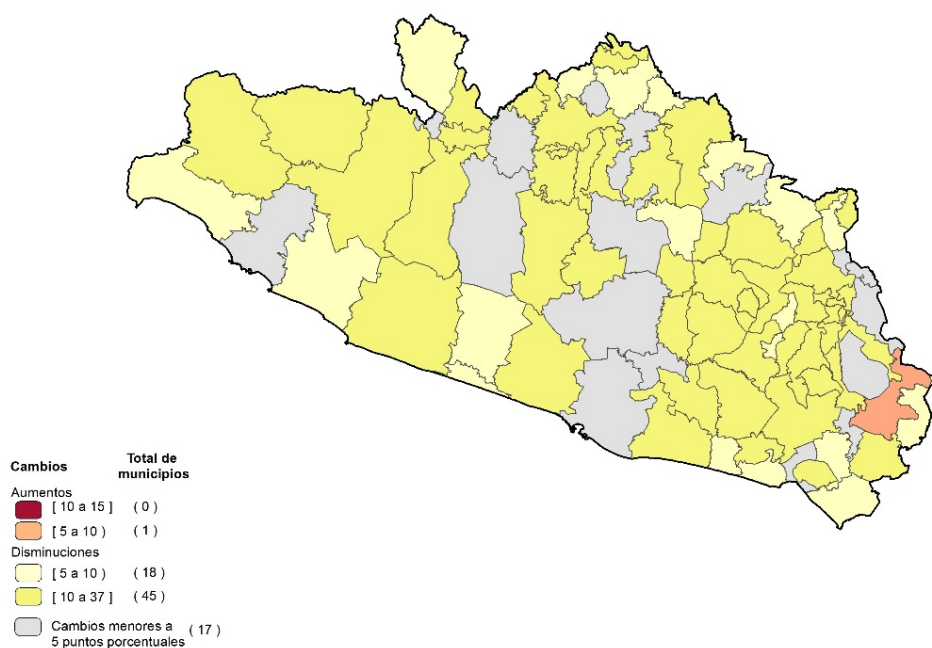 Cambios Total de municipios
Aumentos
[ 10 a 15 ] ( 0 )
[ 5 a 10 ) ( 1 )
Disminuciones
[ 5 a 10 ) ( 18 )
[ 10 a 37 ] ( 45 )
Cambios menores a
5 puntos porcentuales ( 17 )